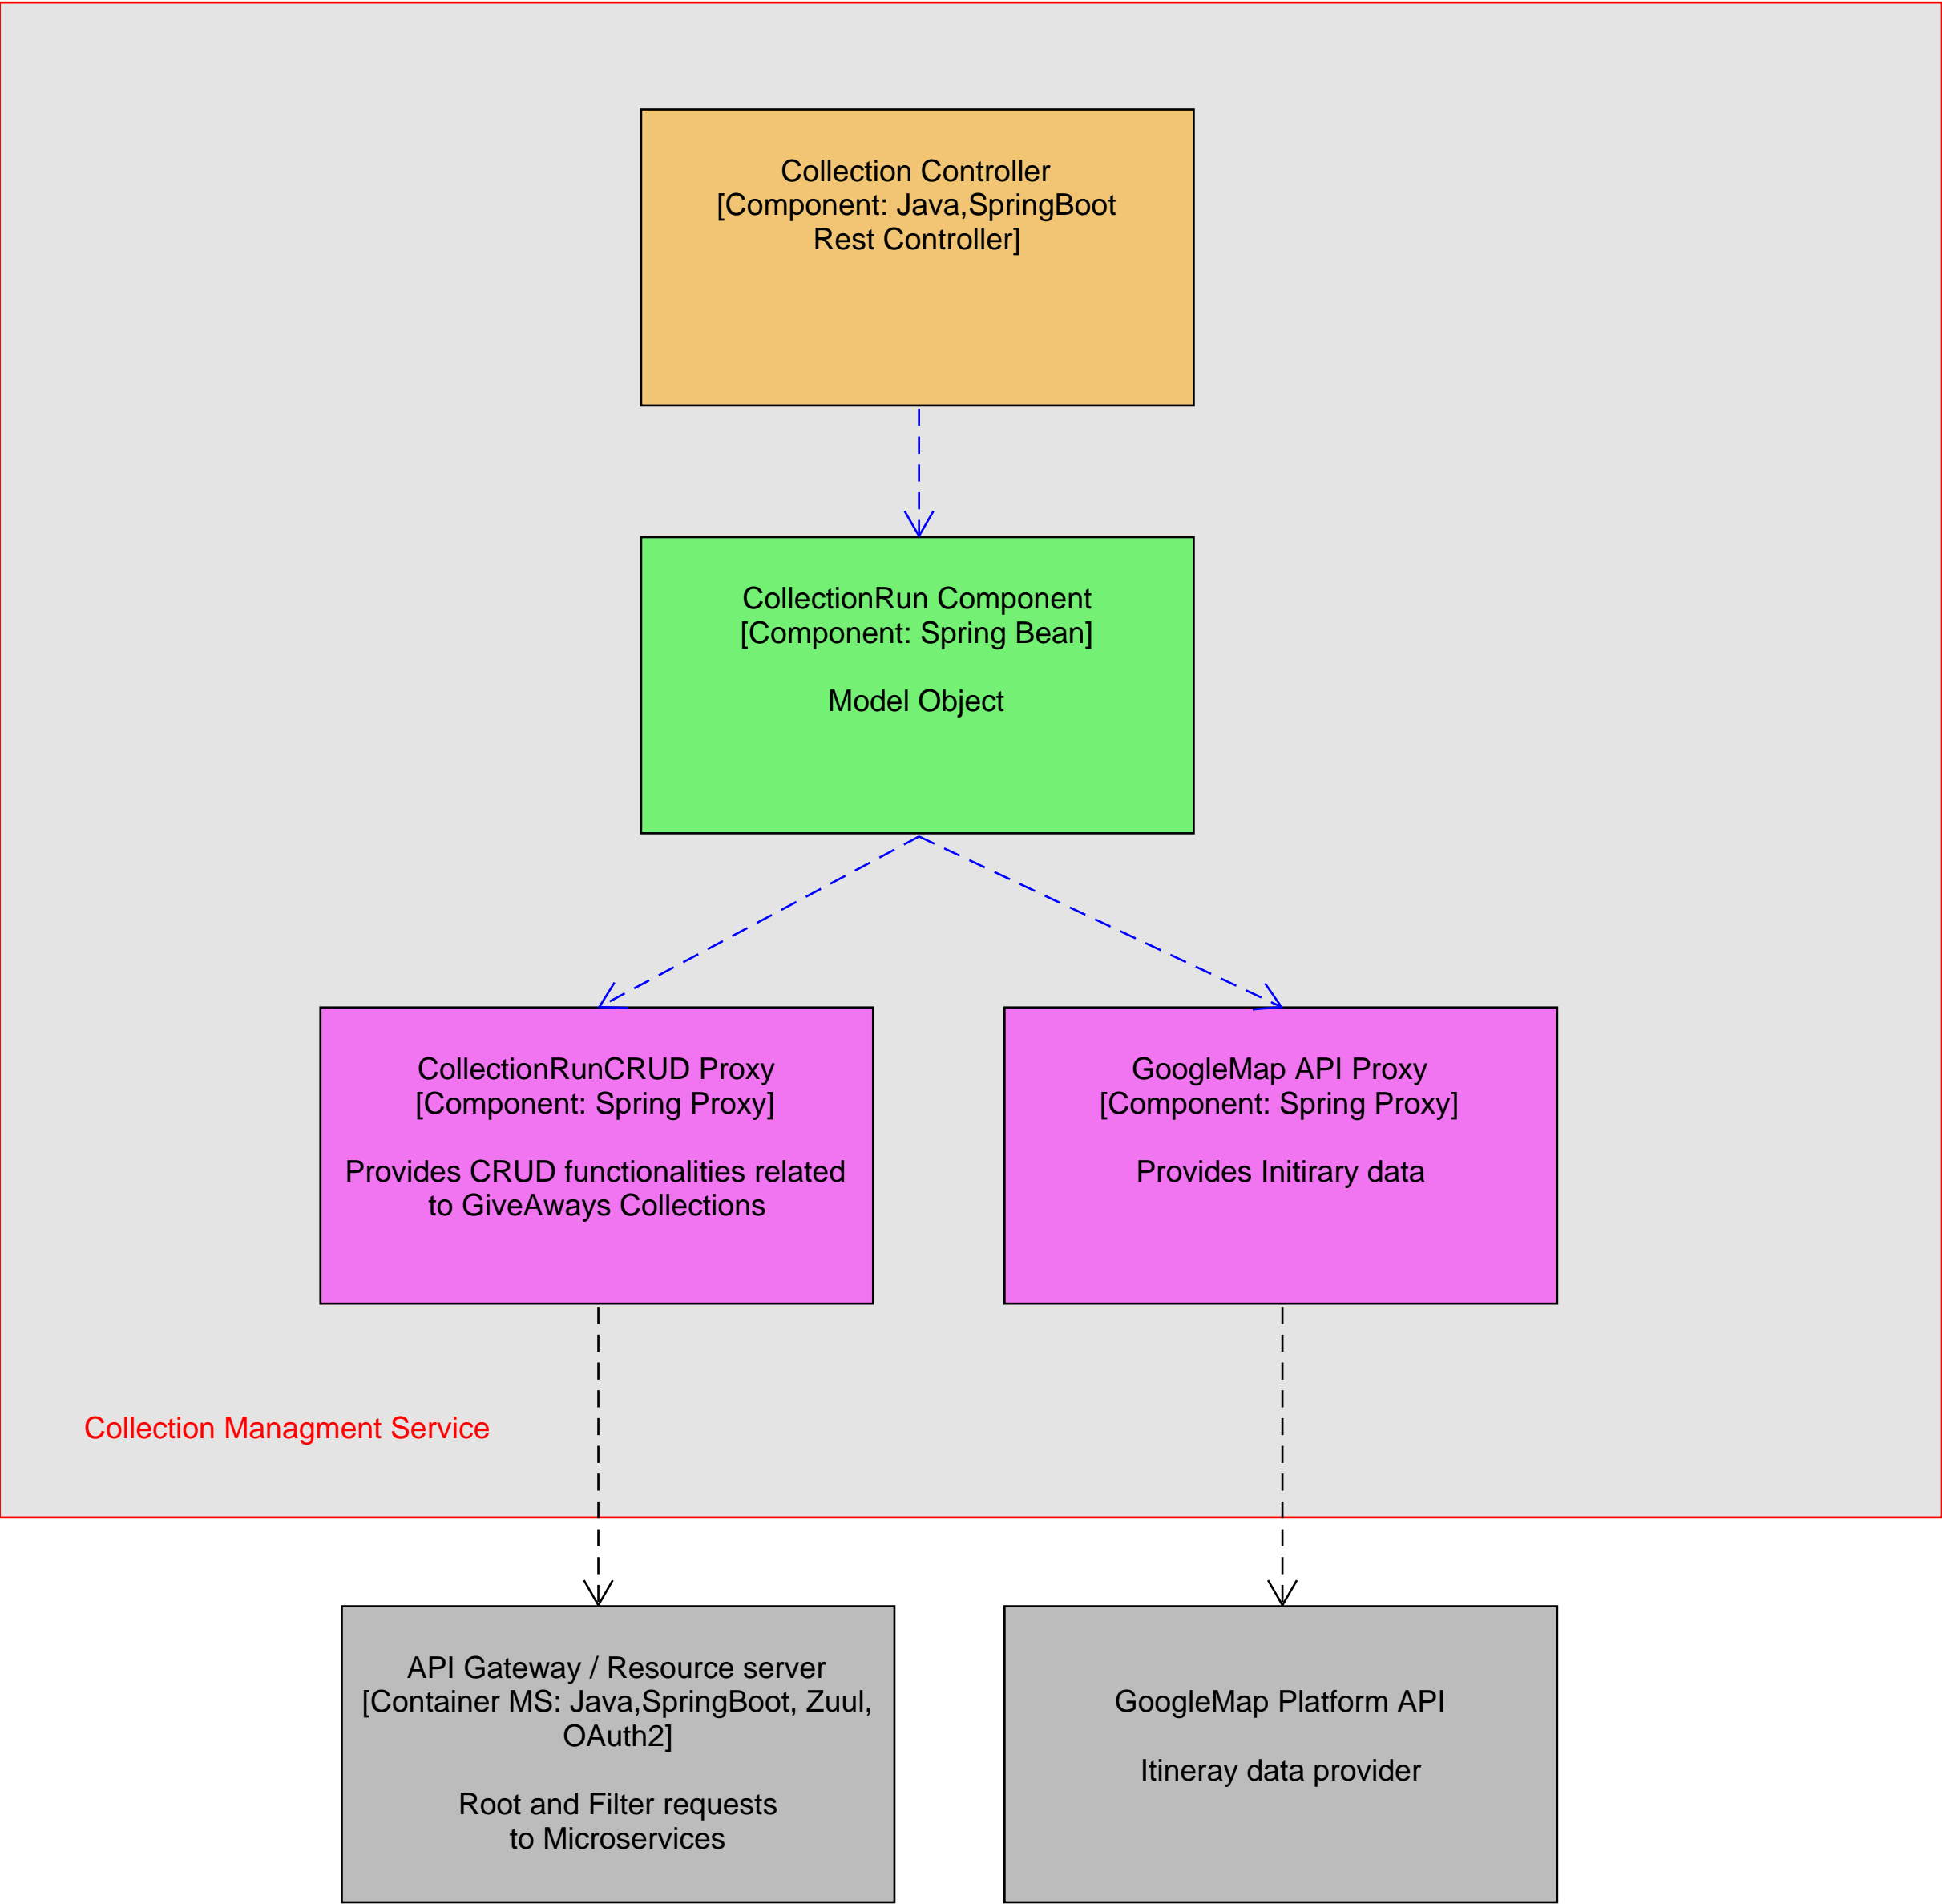 Collection Controller
[Component: Java,SpringBoot
Rest Controller]
CollectionRun Component
[Component: Spring Bean]
Model Object
CollectionRunCRUD Proxy
[Component: Spring Proxy]
Provides CRUD functionalities related
to GiveAways Collections
GoogleMap API Proxy
[Component: Spring Proxy]
Provides Initirary data
Collection Managment Service
API Gateway / Resource server
[Container MS: Java,SpringBoot, Zuul,
OAuth2]
Root and Filter requests
to Microservices
GoogleMap Platform API
Itineray data provider